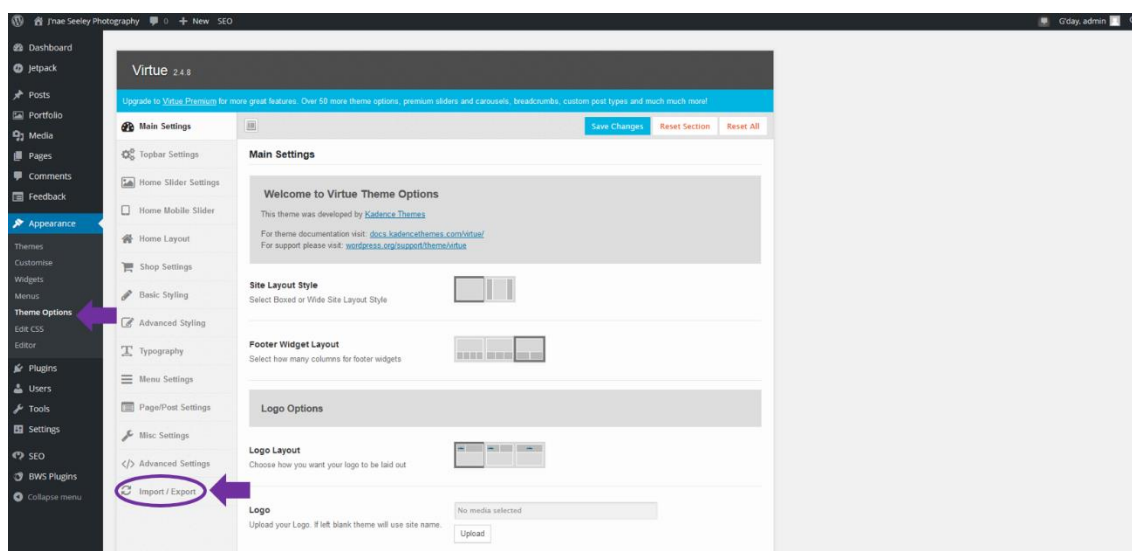 J'nae Seeley Photography 0 + New SEO
G'day, admin
Dashboard
Jetpack
Posts
Portfolio
Media
Pages
Comments
Feedback
Appearance
Themes
Customise
Widgets
Menus
Theme Options
Edit CSS
Editor
Plugins
Users
Tools
Settings
SEO
BWS Plugins
Collapse menu
Virtue 2.4.8
Upgrade to Virtue Premium for more great features. Over 50 more theme options, premium sliders and carousels, breadcrumbs, custom post types and much much more!
Main Settings
Topbar Settings
Home Slider Settings
Home Mobile Slider
Home Layout
Shop Settings
Basic Styling
Advanced Styling
Typography
Menu Settings
Page/Post Settings
Misc Settings
Advanced Settings
Import / Export
Save Changes
Reset Section
Reset All
Main Settings
Welcome to Virtue Theme Options
This theme was developed by Kadence Themes
For theme documentation visit: docs.kadencethemes.com/virtue/
For support please visit: wordpress.org/support/theme/virtue
Site Layout Style
Select Boxed or Wide Site Layout Style
Footer Widget Layout
Select how many columns for footer widgets
Logo Options
Logo Layout
Choose how you want your logo to be laid out
Logo
Upload your Logo. If left blank theme will use site name.
No media selected
Upload